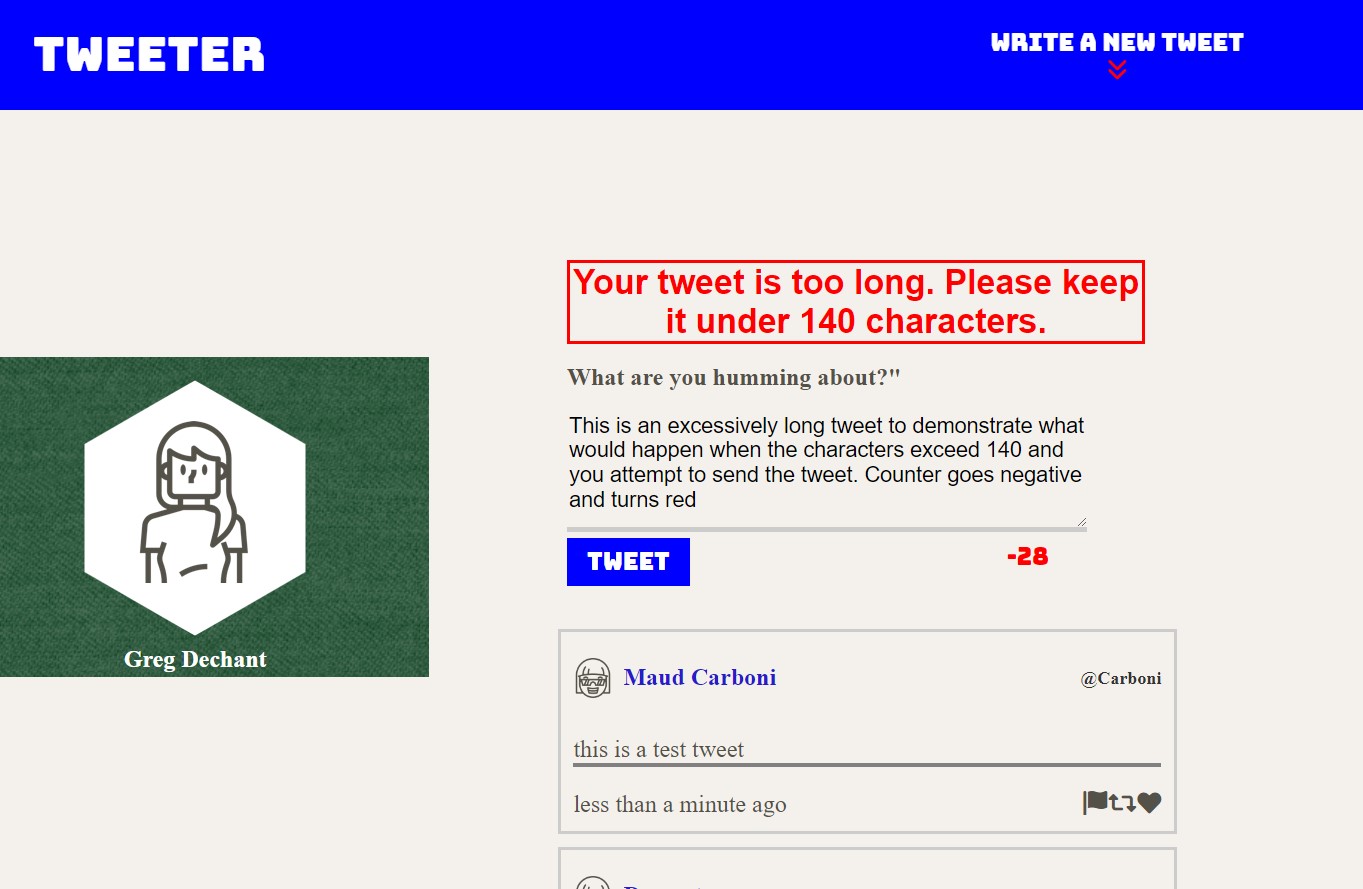 TWEETER
WRITE A NEW TWEET
Your tweet is too long. Please keep
it under 140 characters.
What are you humming about?"
This is an excessively long tweet to demonstrate what
would happen when the characters exceed 140 and
you attempt to send the tweet. Counter goes negative
and turns red
TWEET
-28
Greg Dechant
Maud Carboni
@Carboni
this is a test tweet
less than a minute ago